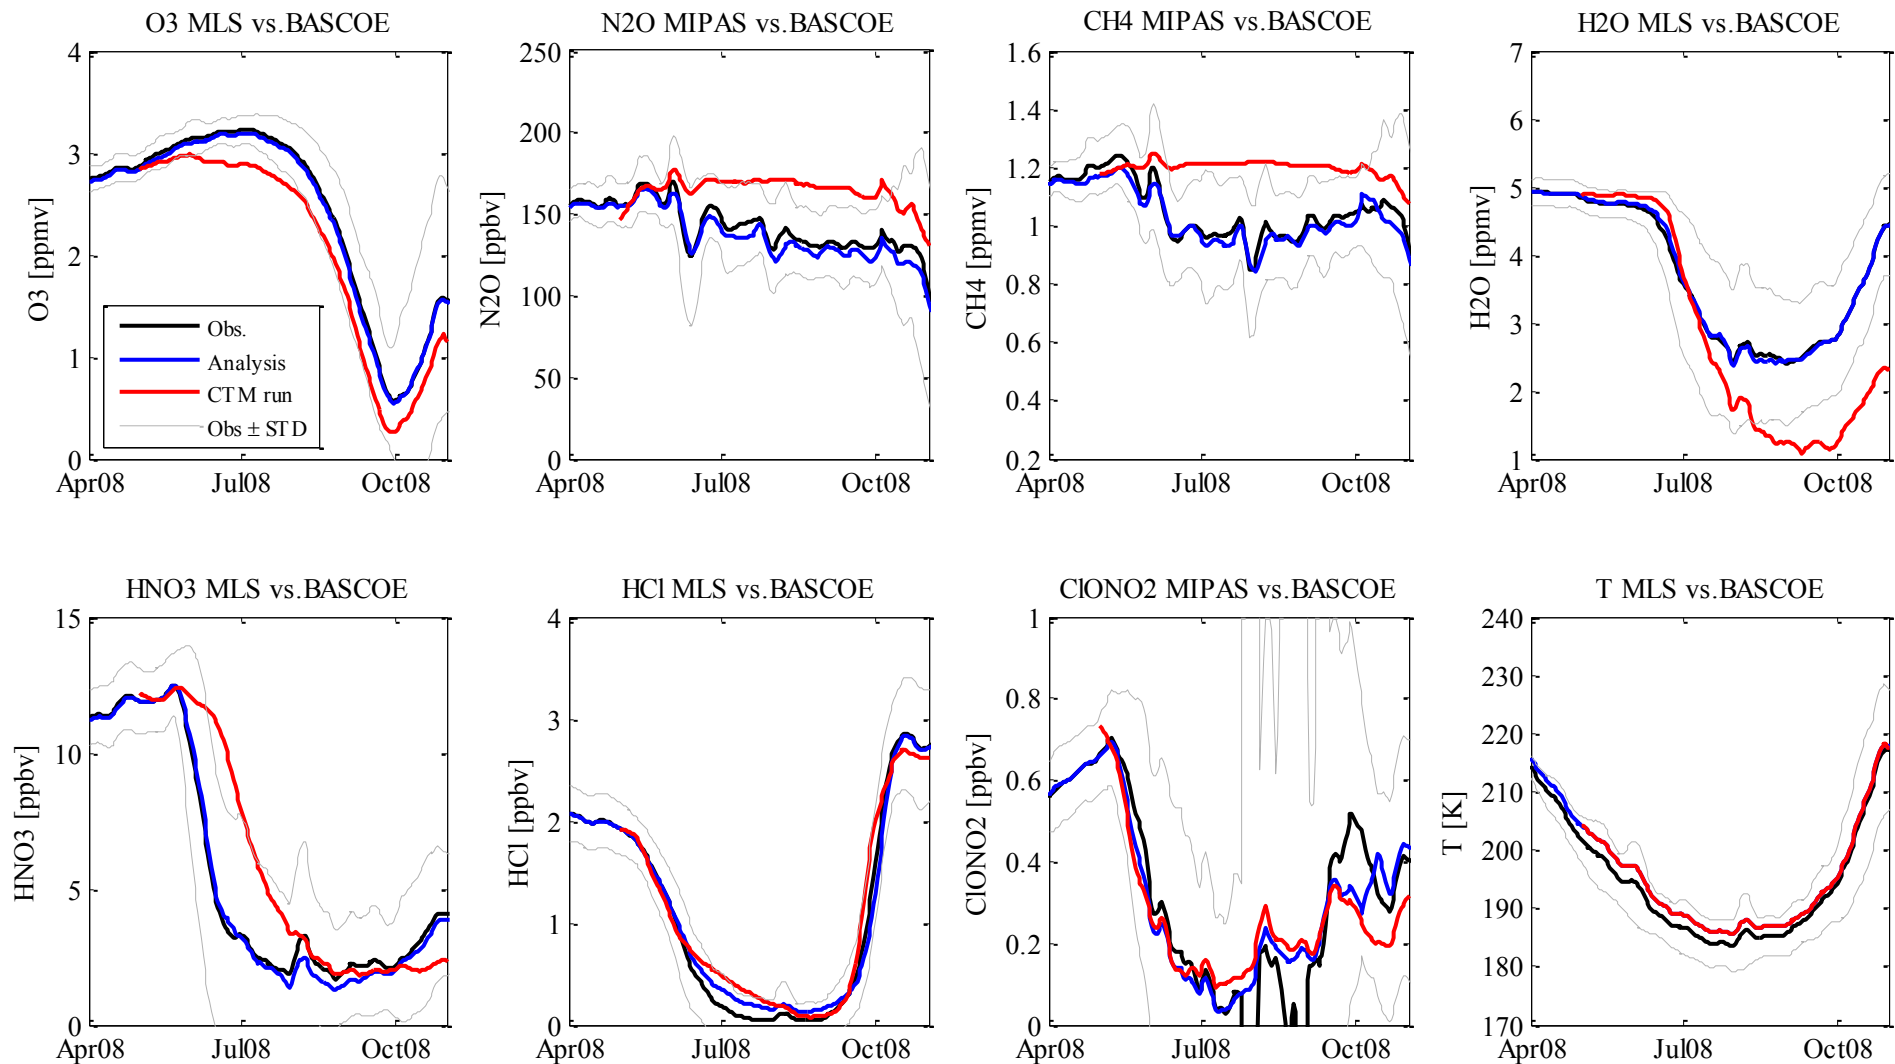 O3 MLS vs.BASCOE
N2O MIPAS vs.BASCOE
CH4 MIPAS vs.BASCOE
H2O MLS vs.BASCOE
O3 [ppmv]
4
3
2
1
0
Apr08 Jul08 Oct08
Obs.
Analysis
CTM run
Obs ± STD
N2O [ppbv]
250
200
150
100
50
0
Apr08 Jul08 Oct08
CH4 [ppmv]
1.6
1.4
1.2
1
0.8
0.6
0.4
0.2
Apr08 Jul08 Oct08
H2O [ppmv]
7
6
5
4
3
2
1
Apr08 Jul08 Oct08
HNO3 MLS vs.BASCOE
HCl MLS vs.BASCOE
ClONO2 MIPAS vs.BASCOE
T MLS vs.BASCOE
HNO3 [ppbv]
15
10
5
0
Apr08 Jul08 Oct08
HCl [ppbv]
4
3
2
1
0
Apr08 Jul08 Oct08
ClONO2 [ppbv]
1
0.8
0.6
0.4
0.2
0
Apr08 Jul08 Oct08
T [K]
240
230
220
210
200
190
180
170
Apr08 Jul08 Oct08